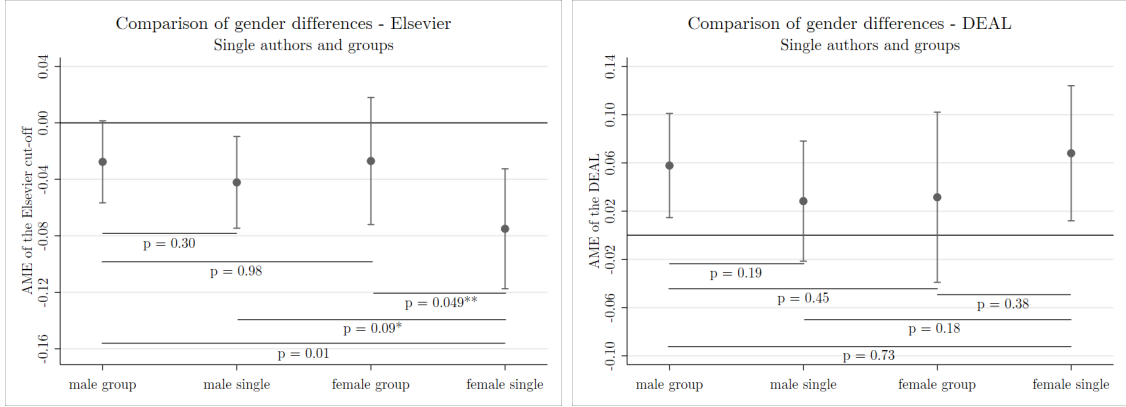 Comparison of gender differences - Elsevier
Single authors and groups
AME of the Elsevier cut-off
0.04
0.00
-0.04
-0.08
-0.12
-0.16
p = 0.30
p = 0.98
p = 0.049**
p = 0.09*
p = 0.01
male group
male single
female group
female single
Comparison of gender differences - DEAL
Single authors and groups
AME of the DEAL
0.14
0.10
0.06
0.02
-0.02
-0.06
-0.10
p = 0.19
p = 0.45
p = 0.38
p = 0.18
p = 0.73
male group
male single
female group
female single